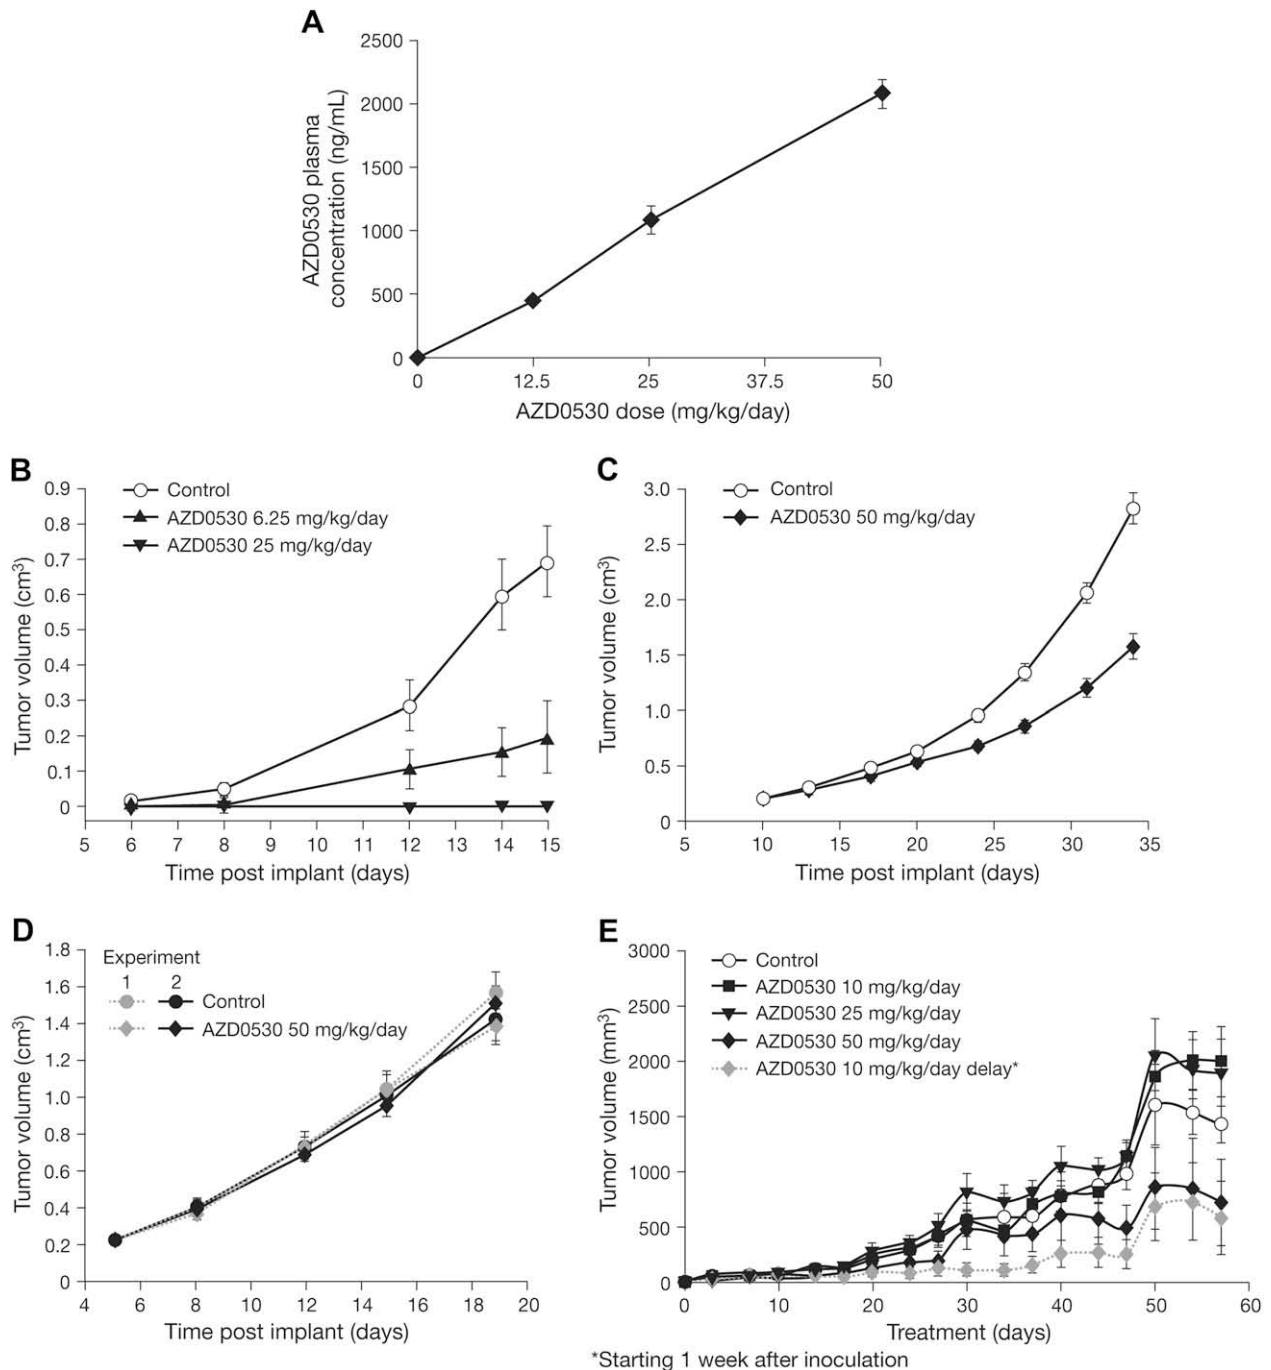 A
2500
2000
1500
1000
500
0
AZD0530 plasma
concentration (ng/mL)
0 12.5 25 37.5 50
AZD0530 dose (mg/kg/day)
B
Control
AZD0530 6.25 mg/kg/day
AZD0530 25 mg/kg/day
0.9
0.8
0.7
0.6
0.5
0.4
0.3
0.2
0.1
0
Tumor volume (cm³)
5 6 7 8 9 10 11 12 13 14 15
Time post implant (days)
C
Control
AZD0530 50 mg/kg/day
3.0
2.5
2.0
1.5
1.0
0.5
0
Tumor volume (cm³)
5 10 15 20 25 30 35
Time post implant (days)
D
Experiment
1 2
Control
AZD0530 50 mg/kg/day
1.8
1.6
1.4
1.2
1.0
0.8
0.6
0.4
0.2
0
Tumor volume (cm³)
4 6 8 10 12 14 16 18 20
Time post implant (days)
E
Control
AZD0530 10 mg/kg/day
AZD0530 25 mg/kg/day
AZD0530 50 mg/kg/day
AZD0530 10 mg/kg/day delay*
3000
2500
2000
1500
1000
500
0
Tumor volume (mm³)
0 10 20 30 40 50 60
Treatment (days)
*Starting 1 week after inoculation